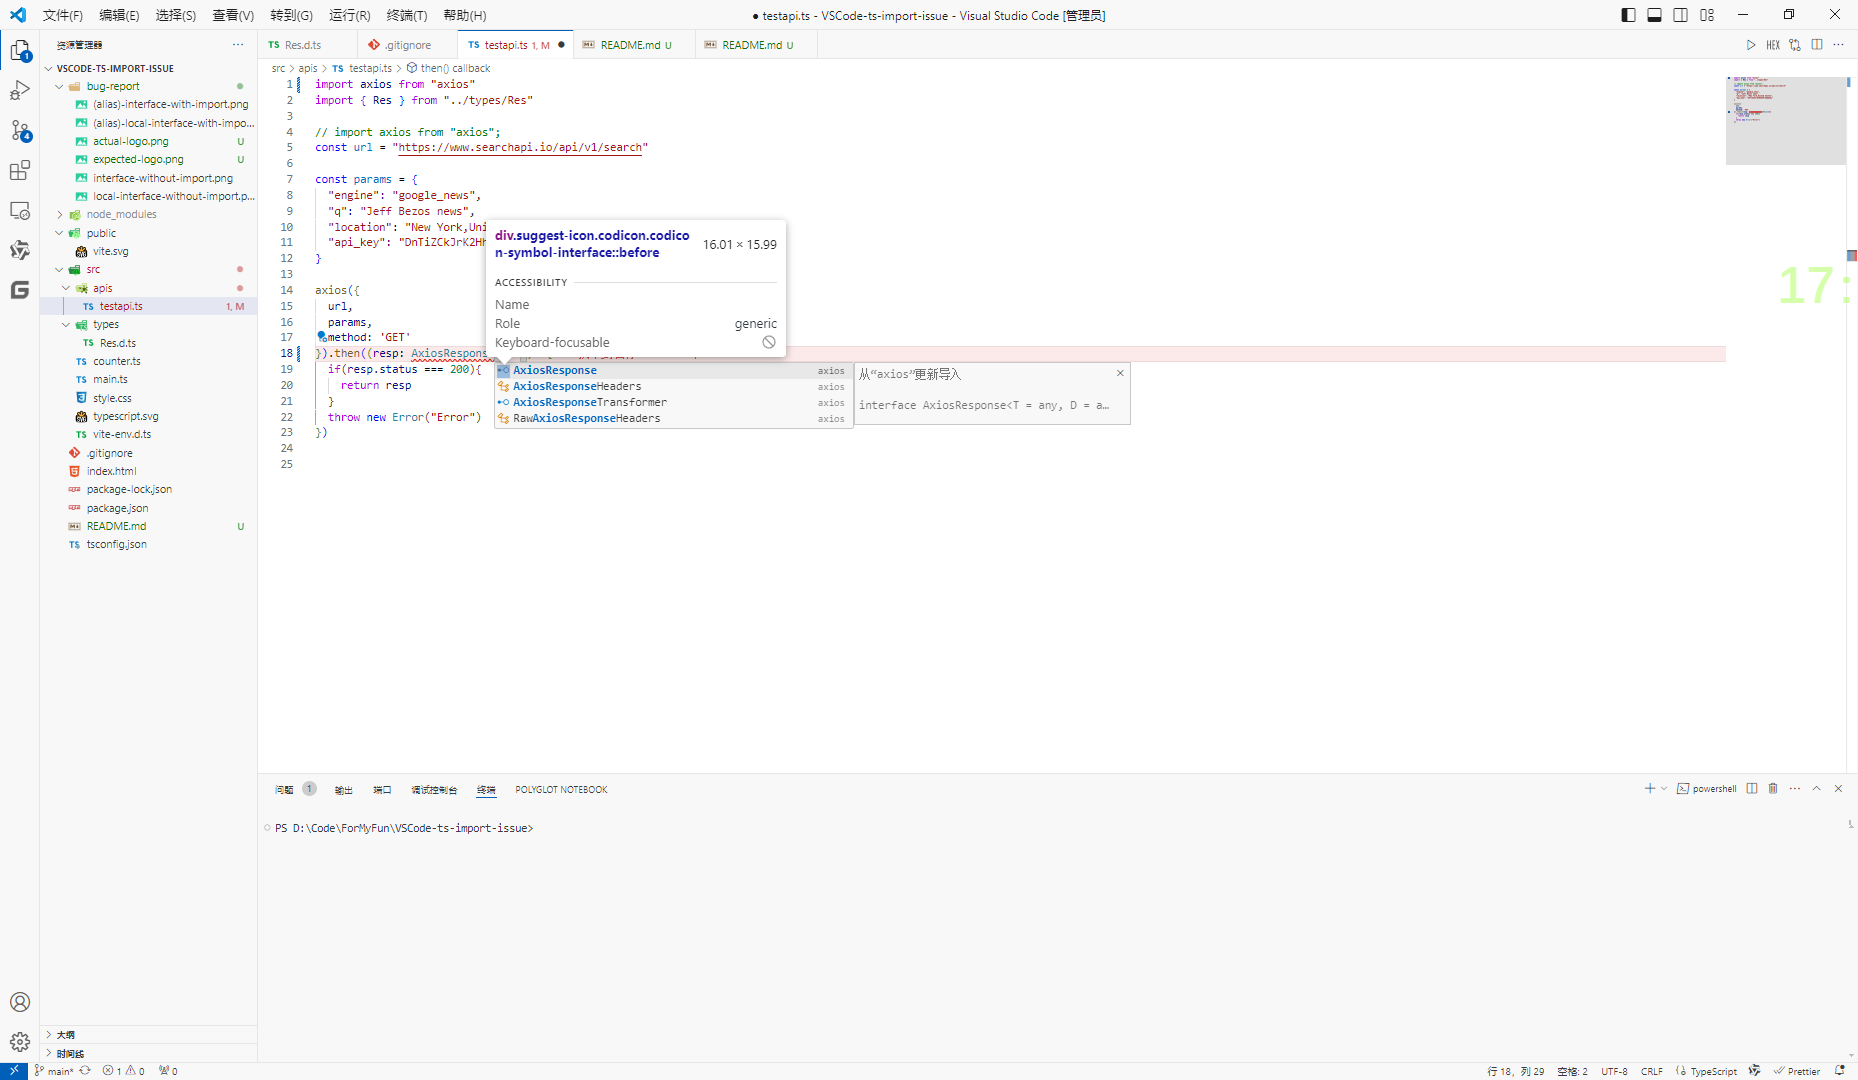 文件(F) 编辑(E) 选择(S) 查看(V) 转到(G) 运行(R) 终端(T) 帮助(H)
● testapi.ts - VSCode-ts-import-issue - Visual Studio Code [管理员]
资源管理器
VSCODE-TS-IMPORT-ISSUE
bug-report
(alias)-interface-with-import.png
(alias)-local-interface-with-impo...
actual-logo.png U
expected-logo.png U
interface-without-import.png
local-interface-without-import.p...
node_modules
public
vite.svg
src
apis
TS testapi.ts 1, M
types
TS Res.d.ts
TS counter.ts
TS main.ts
style.css
typescript.svg
TS vite-env.d.ts
.gitignore
index.html
package-lock.json
package.json
README.md U
TS tsconfig.json
大纲
时间线
1
4
TS Res.d.ts
.gitignore
TS testapi.ts 1, M ●
README.md U
README.md U
HEX
src > apis > TS testapi.ts > then() callback
1 import axios from "axios"
2 import { Res } from "../types/Res"
3
4 // import axios from "axios";
5 const url = "https://www.searchapi.io/api/v1/search"
6
7 const params = {
8 "engine": "google_news",
9 "q": "Jeff Bezos news",
10 "location": "New York,Uni
11 "api_key": "DnTiZCkJrK2Hh
12 }
13
14 axios({
15 url,
16 params,
17 method: 'GET'
18 }).then((resp: AxiosRespons
19 if(resp.status === 200){
20 return resp
21 }
22 throw new Error("Error")
23 })
24
25
div.suggest-icon.codicon.codico
n-symbol-interface::before
16.01 × 15.99
ACCESSIBILITY
Name
Role generic
Keyboard-focusable
AxiosResponse axios
AxiosResponseHeaders axios
AxiosResponseTransformer axios
RawAxiosResponseHeaders axios
从“axios”更新导入
interface AxiosResponse<T = any, D = a…
17:
问题 1 输出 端口 调试控制台 终端 POLYGLOT NOTEBOOK
powershell
PS D:\Code\ForMyFun\VSCode-ts-import-issue>
main* 1 0 0
行 18，列 29 空格: 2 UTF-8 CRLF TypeScript Prettier